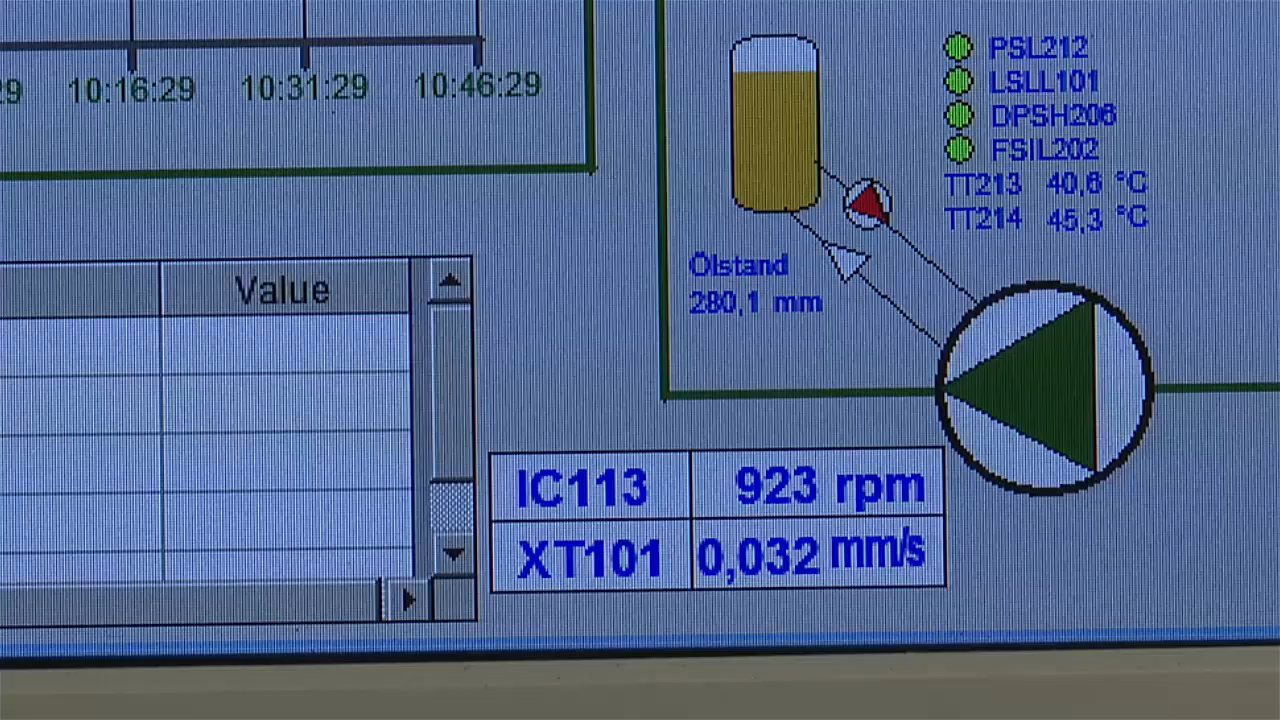 10:16:29 10:31:29 10:46:29
PSL212
LSLL101
DPSH206
FSIL202
TT213 40,6 °C
TT214 45,3 °C
Ölstand
280,1 mm
Value
IC113 923 rpm
XT101 0,032 mm/s